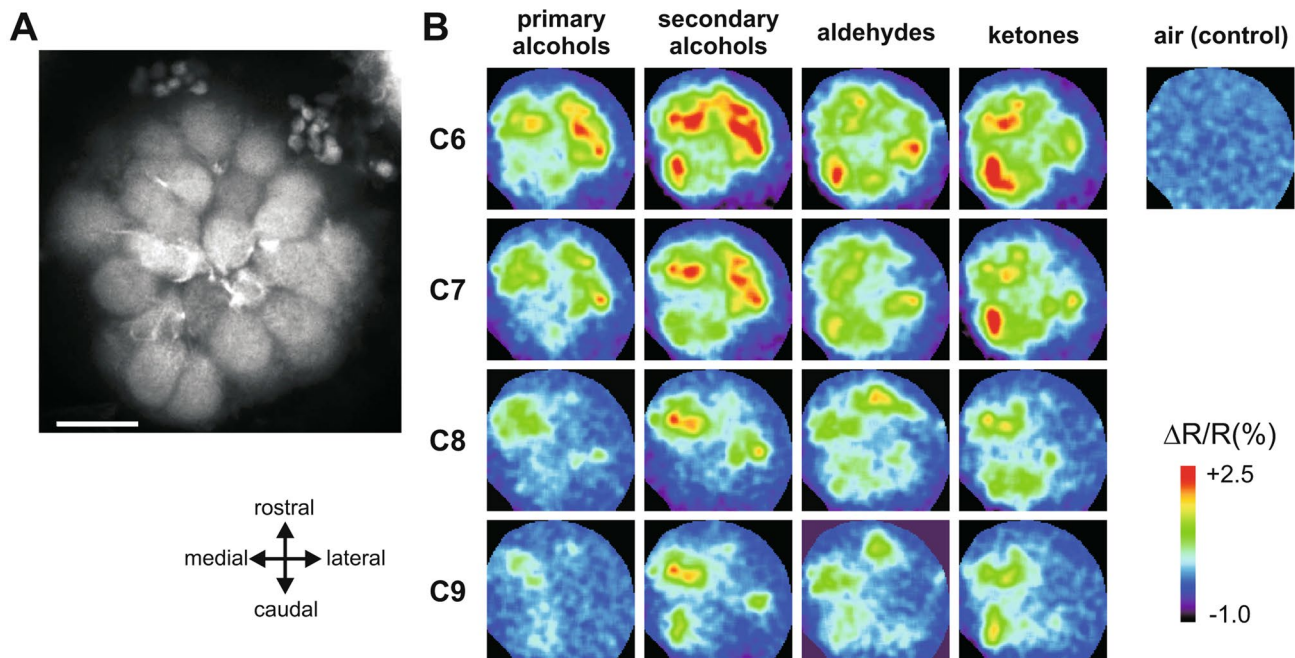 A
B
primary
alcohols
secondary
alcohols
aldehydes
ketones
air (control)
C6
C7
C8
C9
rostral
medial
lateral
caudal
ΔR/R(%)
+2.5
-1.0